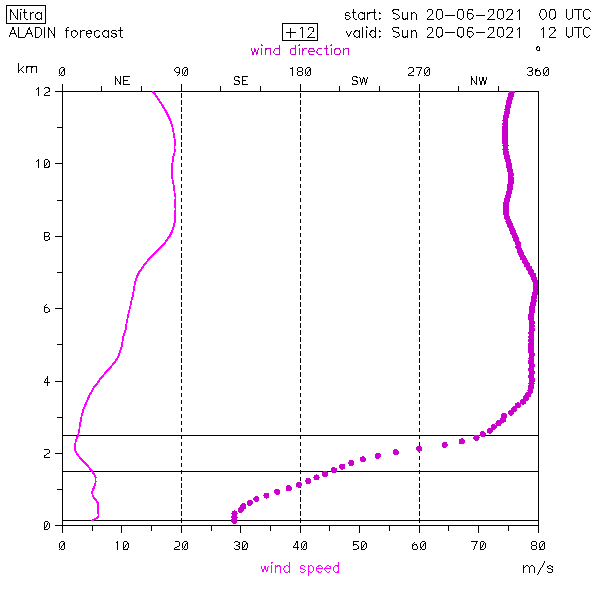 Nitra start: Sun 20-06-2021 00 UTC
ALADIN forecast +12 valid: Sun 20-06-2021 12 UTC
wind direction °
km 0 90 180 270 360
NE SE SW NW
12
10
8
6
4
2
0
0 10 20 30 40 50 60 70 80
wind speed m/s